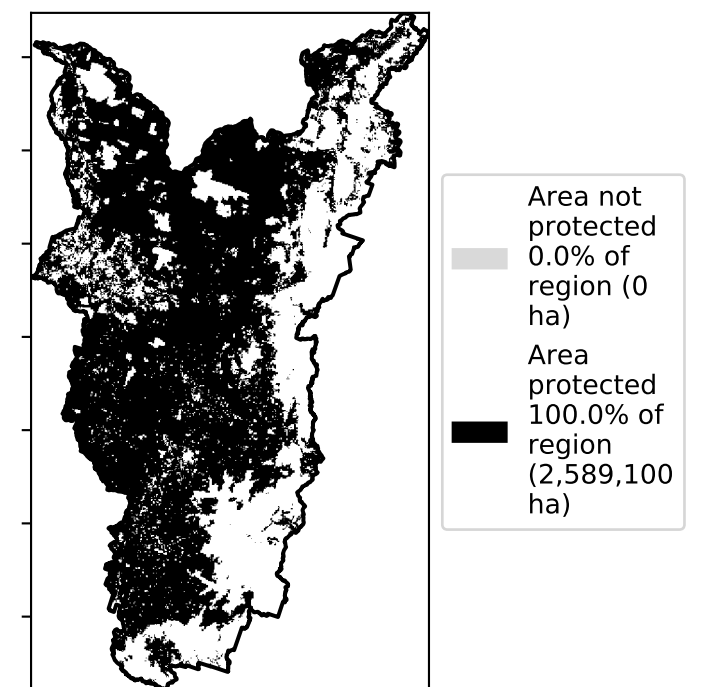 Area not
protected
0.0% of
region (0
ha)
Area
protected
100.0% of
region
(2,589,100
ha)